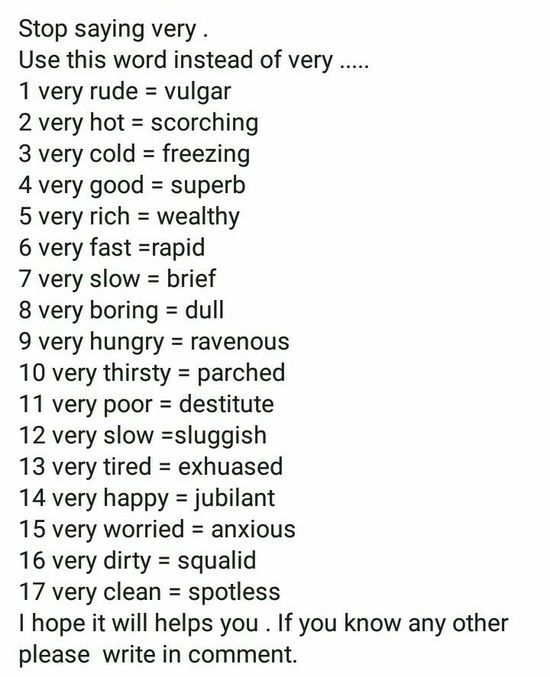 Stop saying very .
Use this word instead of very .....
1 very rude = vulgar
2 very hot = scorching
3 very cold = freezing
4 very good = superb
5 very rich = wealthy
6 very fast =rapid
7 very slow = brief
8 very boring = dull
9 very hungry = ravenous
10 very thirsty = parched
11 very poor = destitute
12 very slow =sluggish
13 very tired = exhuased
14 very happy = jubilant
15 very worried = anxious
16 very dirty = squalid
17 very clean = spotless
I hope it will helps you . If you know any other
please  write in comment.